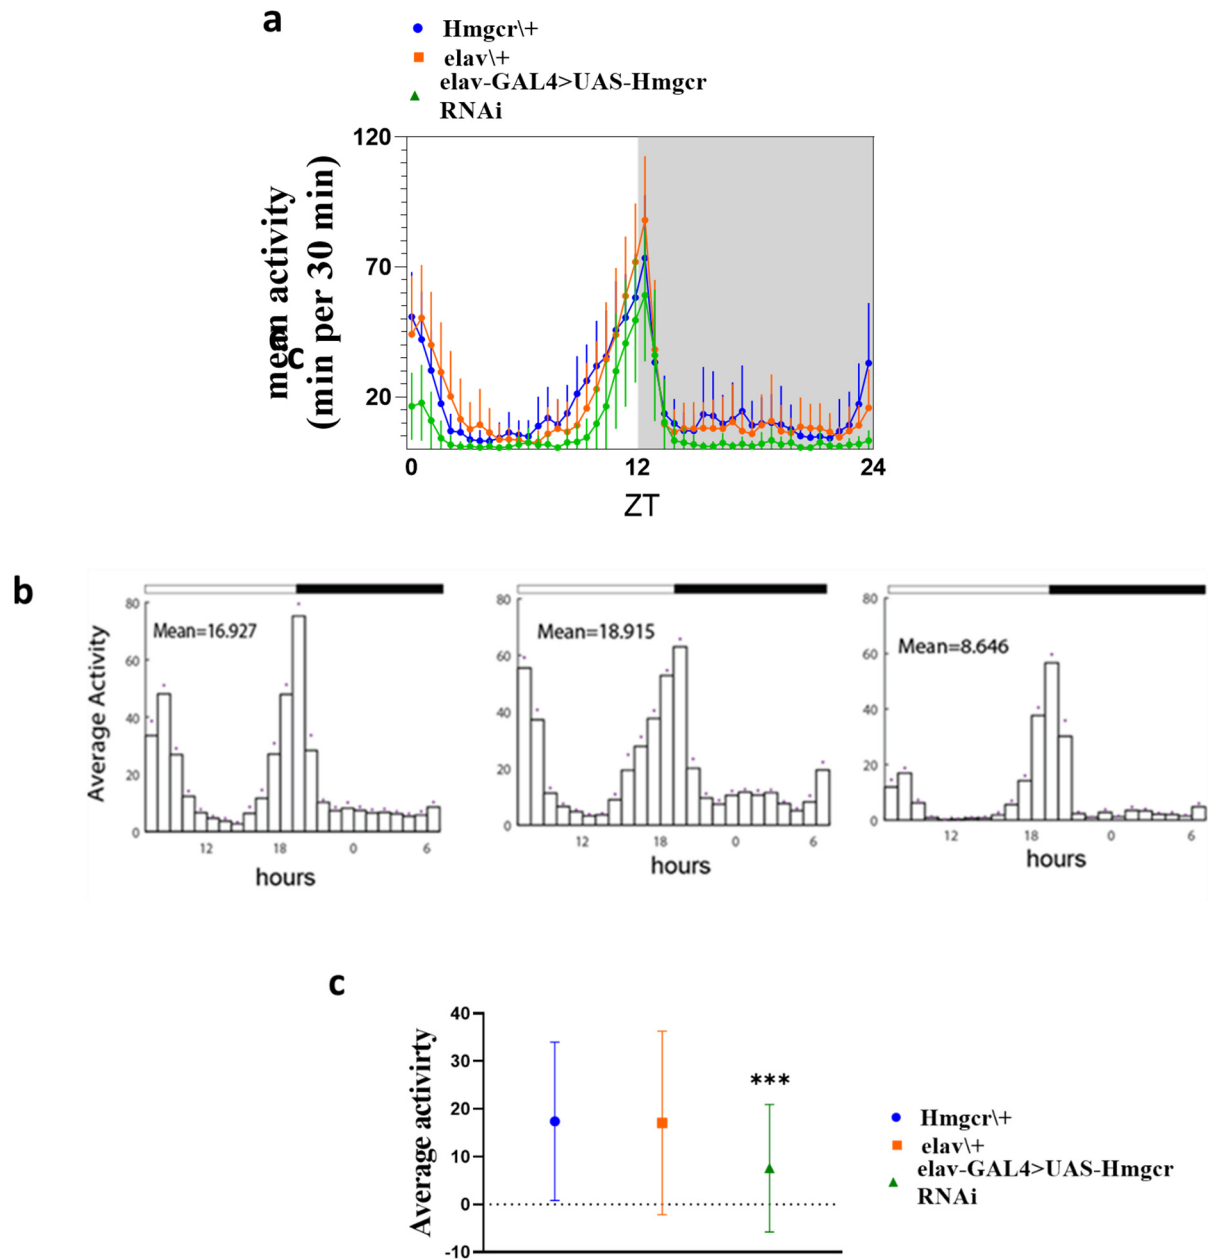 a
Hmgcr\+
elav\+
elav-GAL4>UAS-Hmgcr
RNAi
mean activity
(min per 30 min)
c
120
70
20
0 12 24
ZT
b
Average Activity
80
60
40
20
0
Mean=16.927
12 18 0 6
hours
80
60
40
20
0
Mean=18.915
12 18 0 6
hours
80
60
40
20
0
Mean=8.646
12 18 0 6
hours
c
Average activirty
40
30
20
10
0
-10
***
Hmgcr\+
elav\+
elav-GAL4>UAS-Hmgcr
RNAi